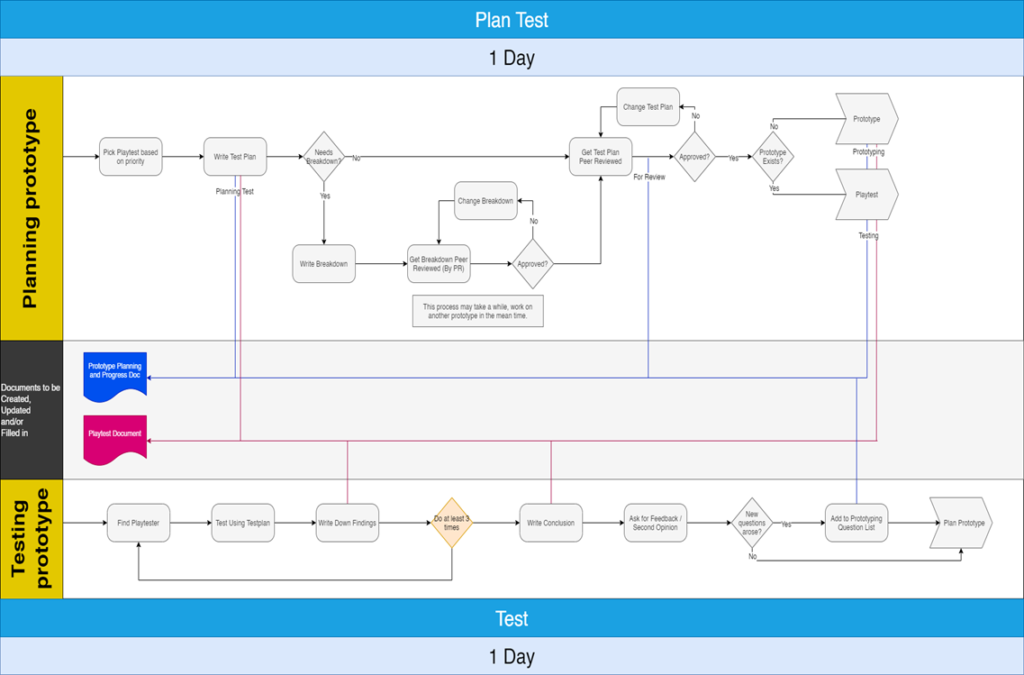 Plan Test
1 Day
Planning prototype
Pick Playtest based
on priority
Write Test Plan
Planning Test
Needs
Breakdown?
No
Yes
Write Breakdown
Get Breakdown Peer
Reviewed (By PR)
Change Breakdown
No
Approved?
This process may take a while, work on
another prototype in the mean time.
Get Test Plan
Peer Reviewed
Change Test Plan
No
For Review
Approved?
Yes
Prototype
Exists?
No
Yes
Prototype
Prototyping
Playtest
Testing
Documents to be
Created,
Updated
and/or
Filled in
Prototype Planning
and Progress Doc
Playtest Document
Testing
prototype
Find Playtester
Test Using Testplan
Write Down Findings
Do at least 3
times
Write Conclusion
Ask for Feedback /
Second Opinion
New
questions
arose?
Yes
No
Add to Prototyping
Question List
Plan Prototype
Test
1 Day